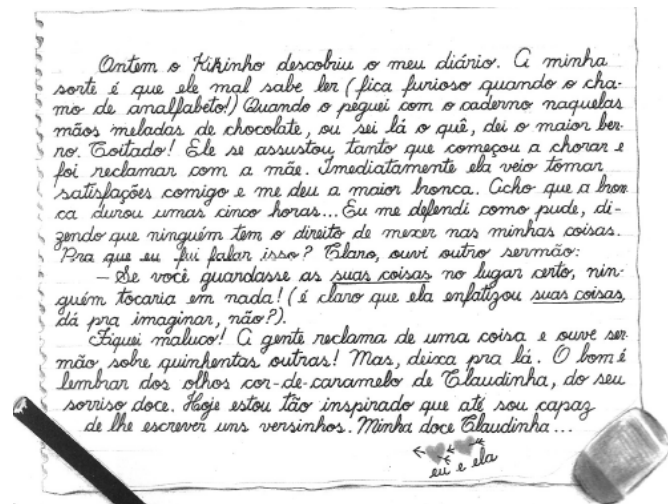 Ontem o Kikinho descobriu o meu diário. A minha
sorte é que ele mal sabe ler (fica furioso quando o cha-
mo de analfabeto!) Quando o peguei com o caderno naquelas
mãos meladas de chocolate, ou sei lá o quê, dei o maior ber-
ro. Coitado! Ele se assustou tanto que começou a chorar e
foi reclamar com a mãe. Imediatamente ela veio tomar
satisfações comigo e me deu a maior bronca. Acho que a bron
ca durou umas cinco horas... Eu me defendi como pude, di-
zendo que ninguém tem o direito de mexer nas minhas coisas.
Pra que eu fui falar isso? Claro, ouvi outro sermão:
– Se você guardasse as suas coisas no lugar certo, nin-
guém tocaria em nada! (é claro que ela enfatizou suas coisas,
dá pra imaginar, não?).
Fiquei maluco! A gente reclama de uma coisa e ouve ser-
mão sobre quinhentas outras! Mas, deixa pra lá. O bom é
lembrar dos olhos cor-de-caramelo de Claudinha, do seu
sorriso doce. Hoje estou tão inspirado que até sou capaz
de lhe escrever uns versinhos. Minha doce Claudinha...
eu e ela